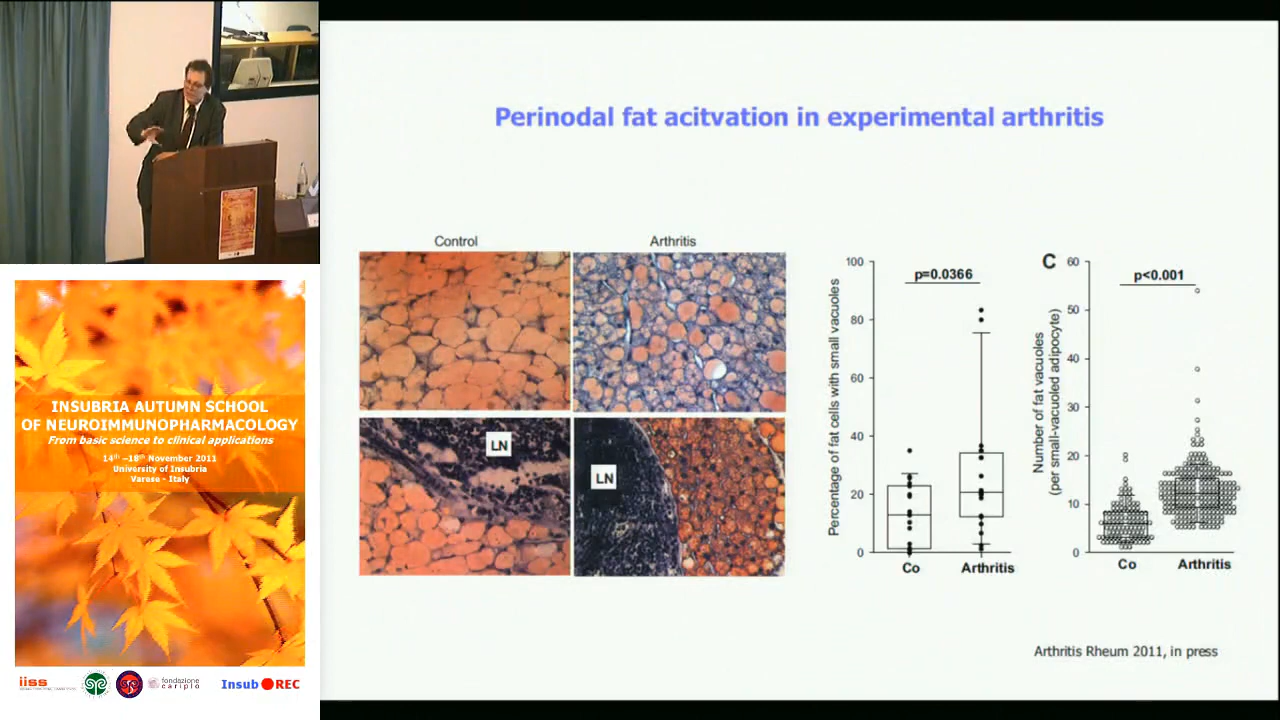 Perinodal fat acitvation in experimental arthritis
Control
Arthritis
LN
LN
Percentage of fat cells with small vacuoles
100
80
60
40
20
0
p=0.0366
Co
Arthritis
C
Number of fat vacuoles
(per small-vacuoled adipocyte)
60
50
40
30
20
10
0
p<0.001
Co
Arthritis
Arthritis Rheum 2011, in press
INSUBRIA AUTUMN SCHOOL
OF NEUROIMMUNOPHARMACOLOGY
From basic science to clinical applications
14th –18th November 2011
University of Insubria
Varese - Italy
iiss
fondazione
cariplo
Insub REC